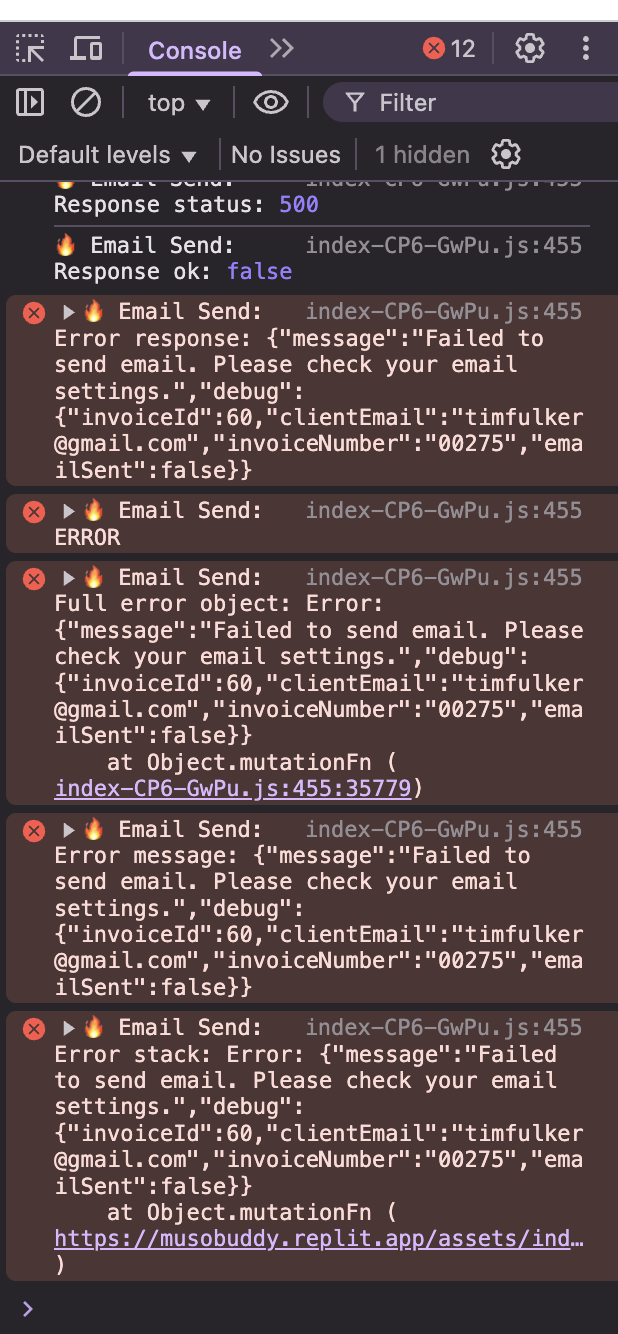 Console
12
top ▼
Filter
Default levels ▼
No Issues
1 hidden
🔥 Email Send: index-CP6-GwPu.js:455
Response status: 500
🔥 Email Send: index-CP6-GwPu.js:455
Response ok: false
▶🔥 Email Send: index-CP6-GwPu.js:455
Error response: {"message":"Failed to
send email. Please check your email
settings.","debug":
{"invoiceId":60,"clientEmail":"timfulker
@gmail.com","invoiceNumber":"00275","ema
ilSent":false}}
▶🔥 Email Send: index-CP6-GwPu.js:455
ERROR
▶🔥 Email Send: index-CP6-GwPu.js:455
Full error object: Error:
{"message":"Failed to send email. Please
check your email settings.","debug":
{"invoiceId":60,"clientEmail":"timfulker
@gmail.com","invoiceNumber":"00275","ema
ilSent":false}}
at Object.mutationFn (
index-CP6-GwPu.js:455:35779)
▶🔥 Email Send: index-CP6-GwPu.js:455
Error message: {"message":"Failed to
send email. Please check your email
settings.","debug":
{"invoiceId":60,"clientEmail":"timfulker
@gmail.com","invoiceNumber":"00275","ema
ilSent":false}}
▶🔥 Email Send: index-CP6-GwPu.js:455
Error stack: Error: {"message":"Failed
to send email. Please check your email
settings.","debug":
{"invoiceId":60,"clientEmail":"timfulker
@gmail.com","invoiceNumber":"00275","ema
ilSent":false}}
at Object.mutationFn (
https://musobuddy.replit.app/assets/ind…
)